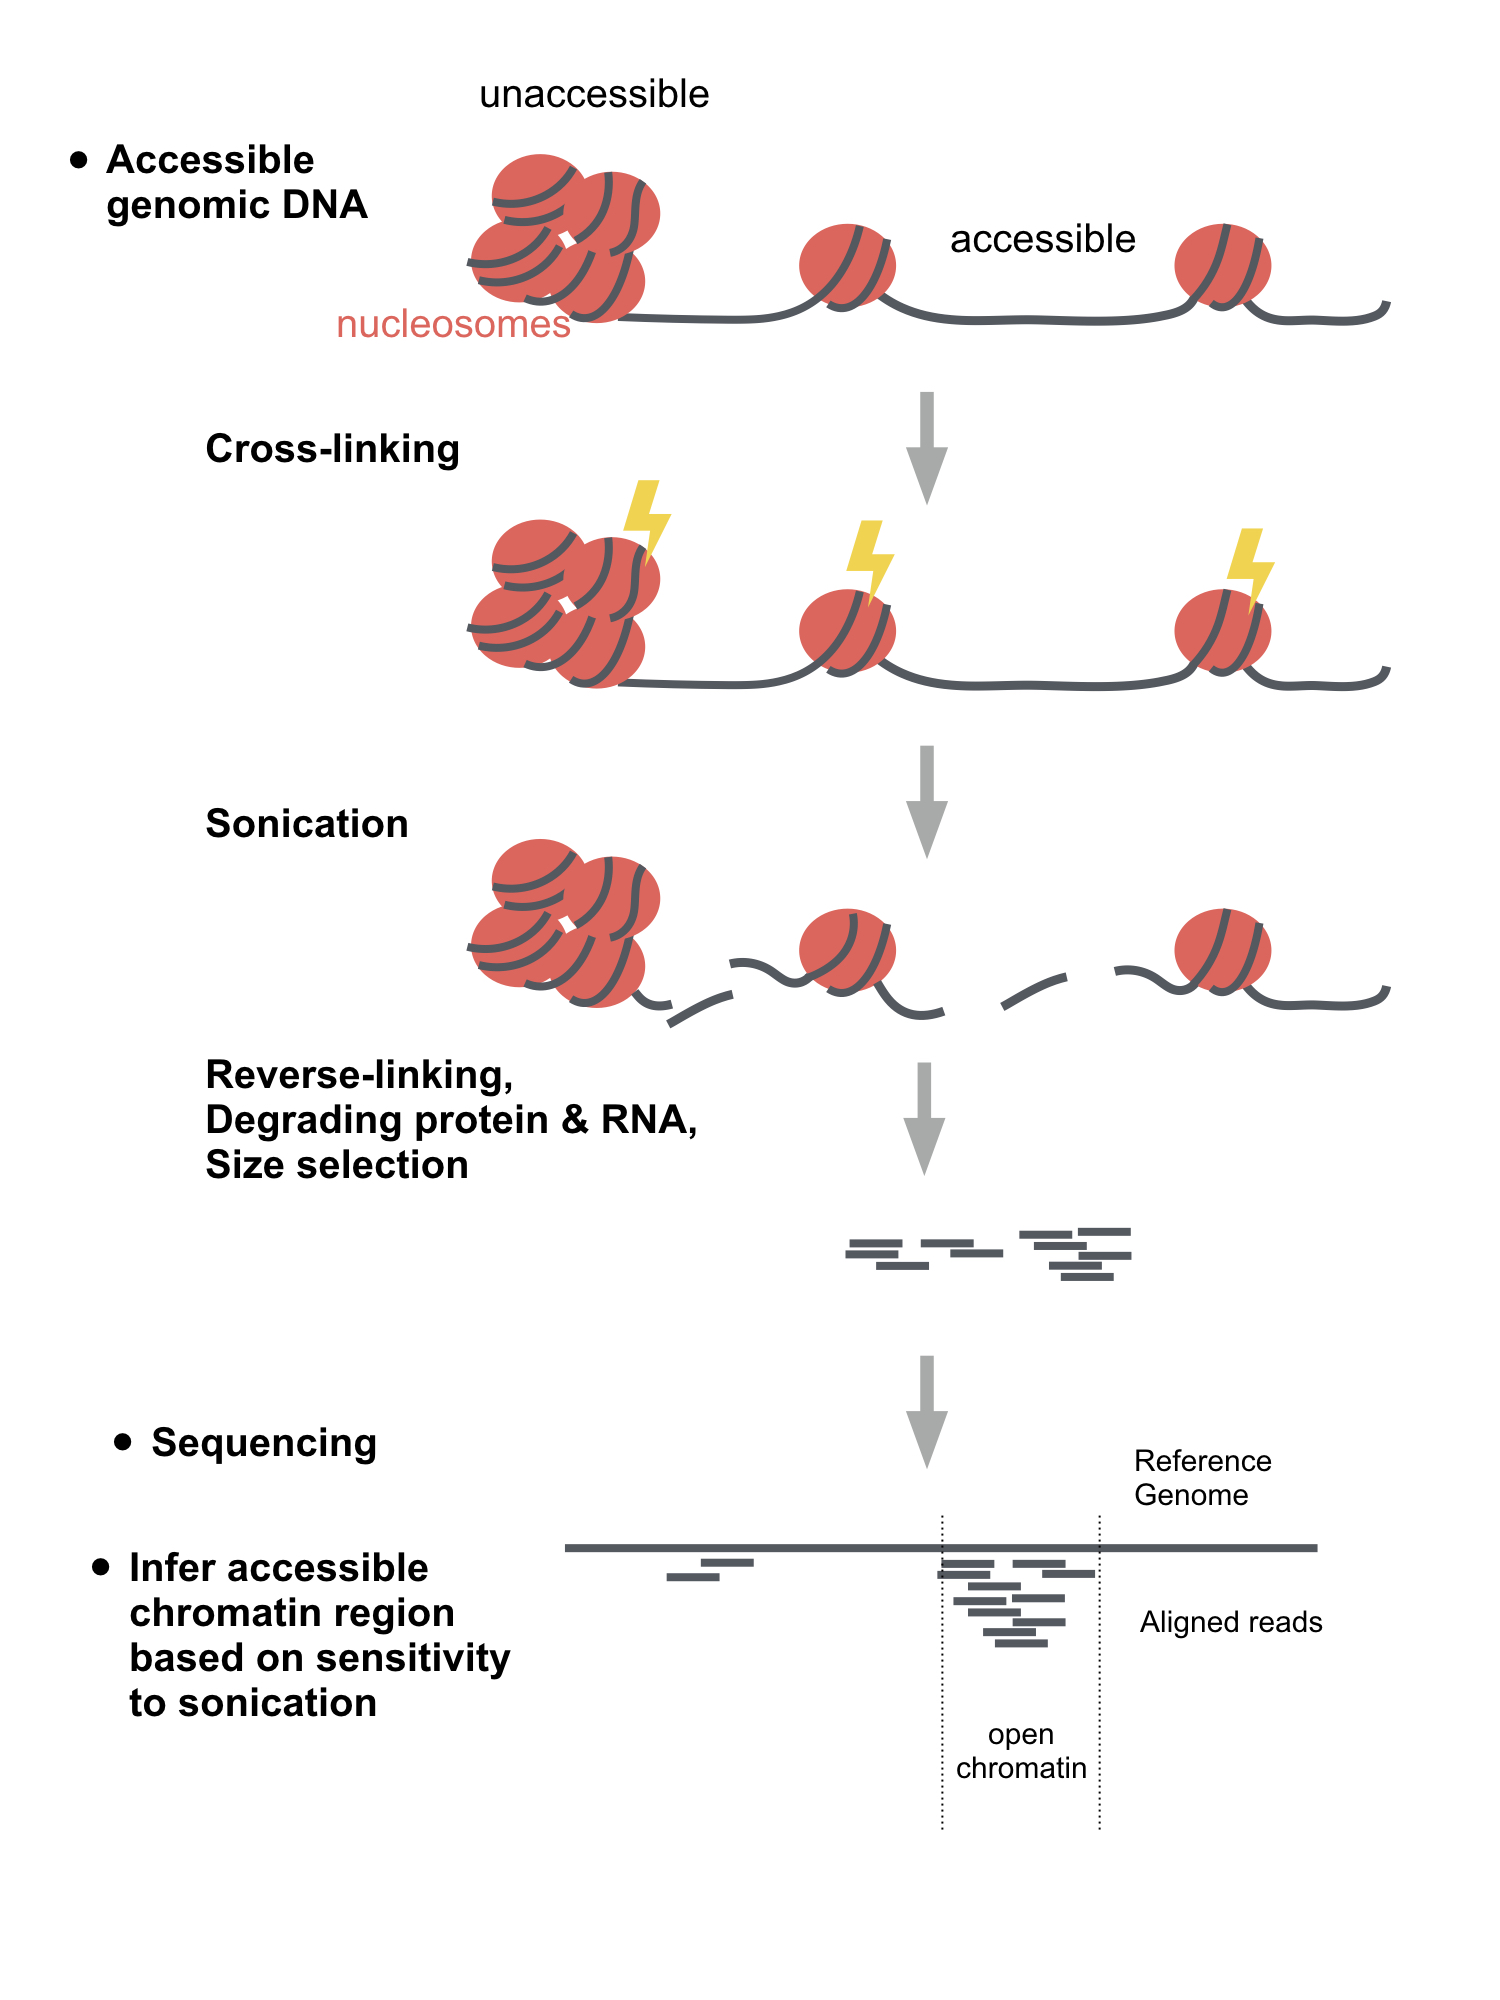 unaccessible
• Accessible
genomic DNA
accessible
nucleosomes
Cross-linking
Sonication
Reverse-linking,
Degrading protein & RNA,
Size selection
• Sequencing
Reference
Genome
• Infer accessible
chromatin region
based on sensitivity
to sonication
Aligned reads
open
chromatin